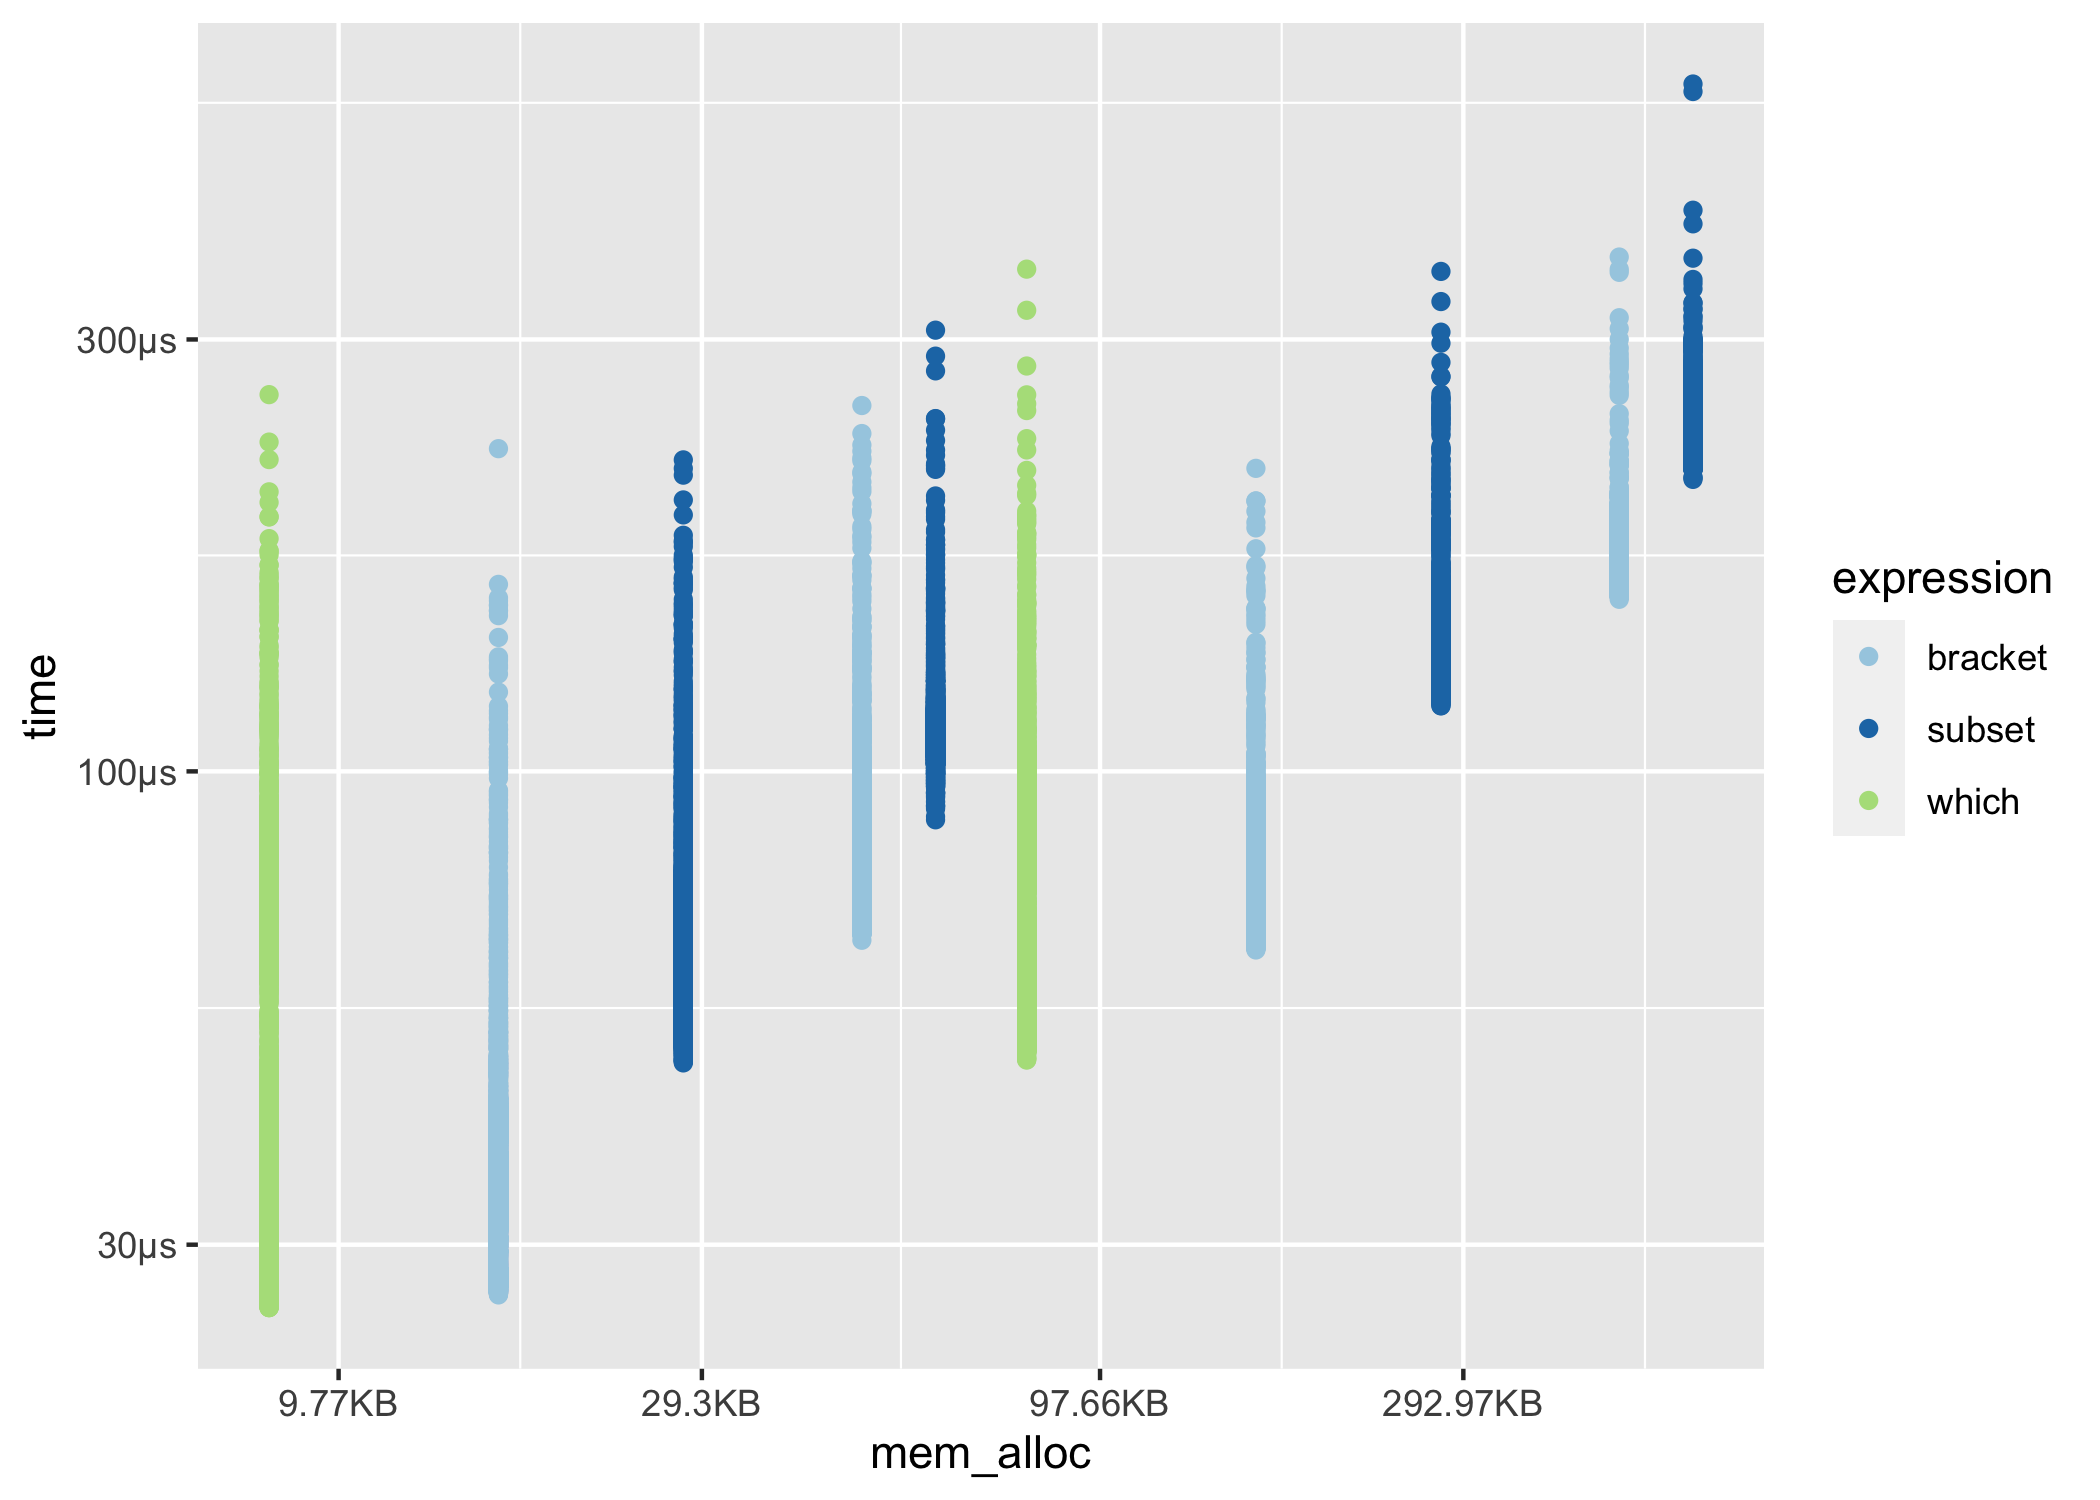 time
300µs
100µs
30µs
9.77KB
29.3KB
97.66KB
292.97KB
mem_alloc
expression
bracket
subset
which